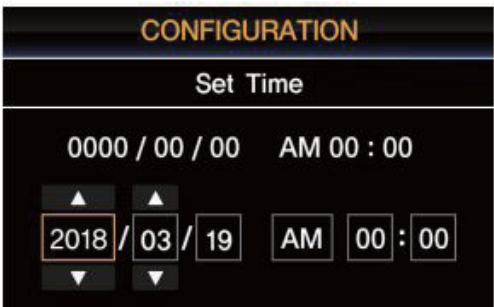 CONFIGURATION
Set Time
0000 / 00 / 00 AM 00 : 00
2018 / 03 / 19 AM 00 : 00